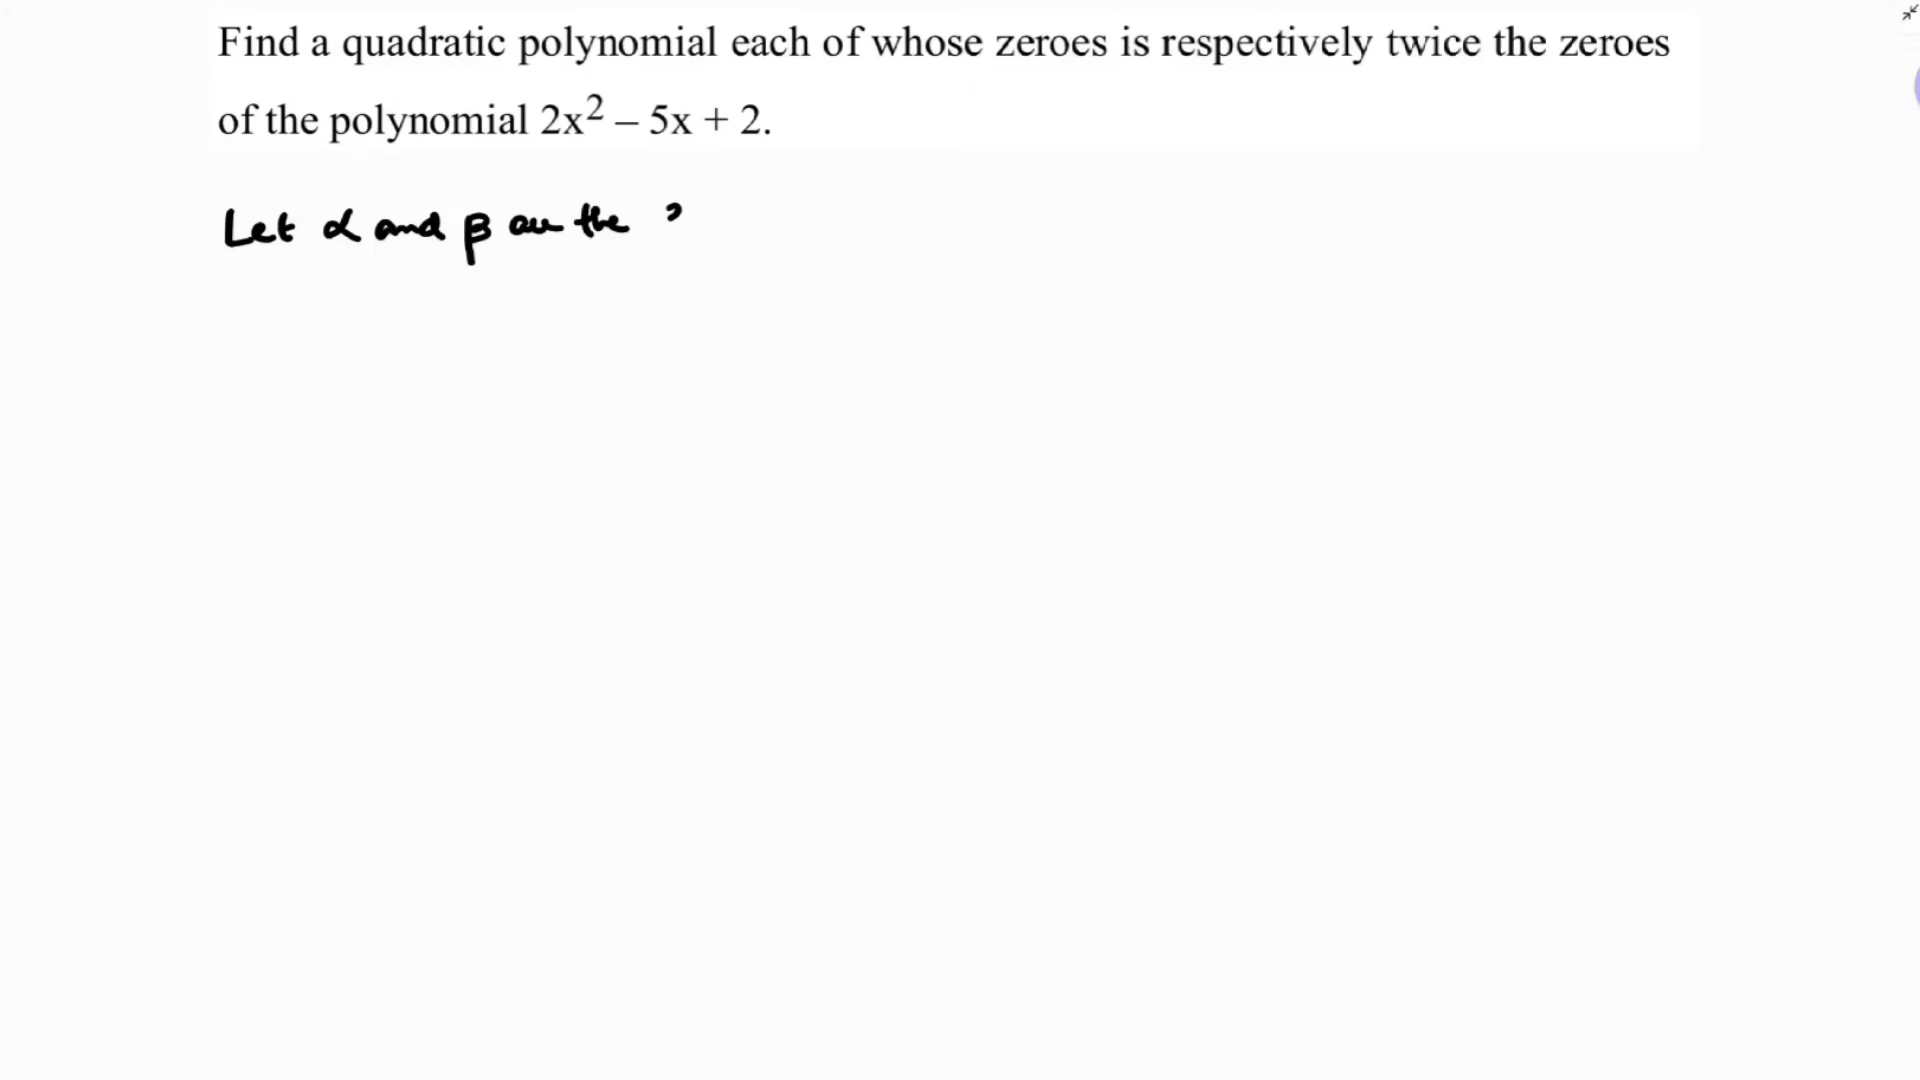 Find a quadratic polynomial each of whose zeroes is respectively twice the zeroes
of the polynomial 2x² – 5x + 2.
Let α and β are the